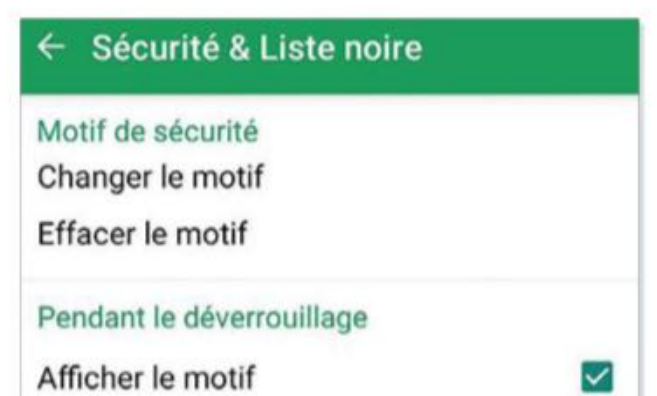 Sécurité & Liste noire
Motif de sécurité
Changer le motif
Effacer le motif
Pendant le déverrouillage
Afficher le motif